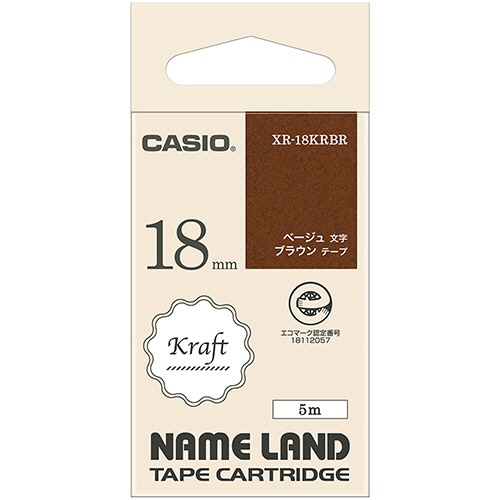 CASIO®
XR-18KRBR
ベージュ 文字
ブラウン テープ
18mm
Kraft
エコマーク認定番号
18112057
5m
NAME LAND
TAPE CARTRIDGE